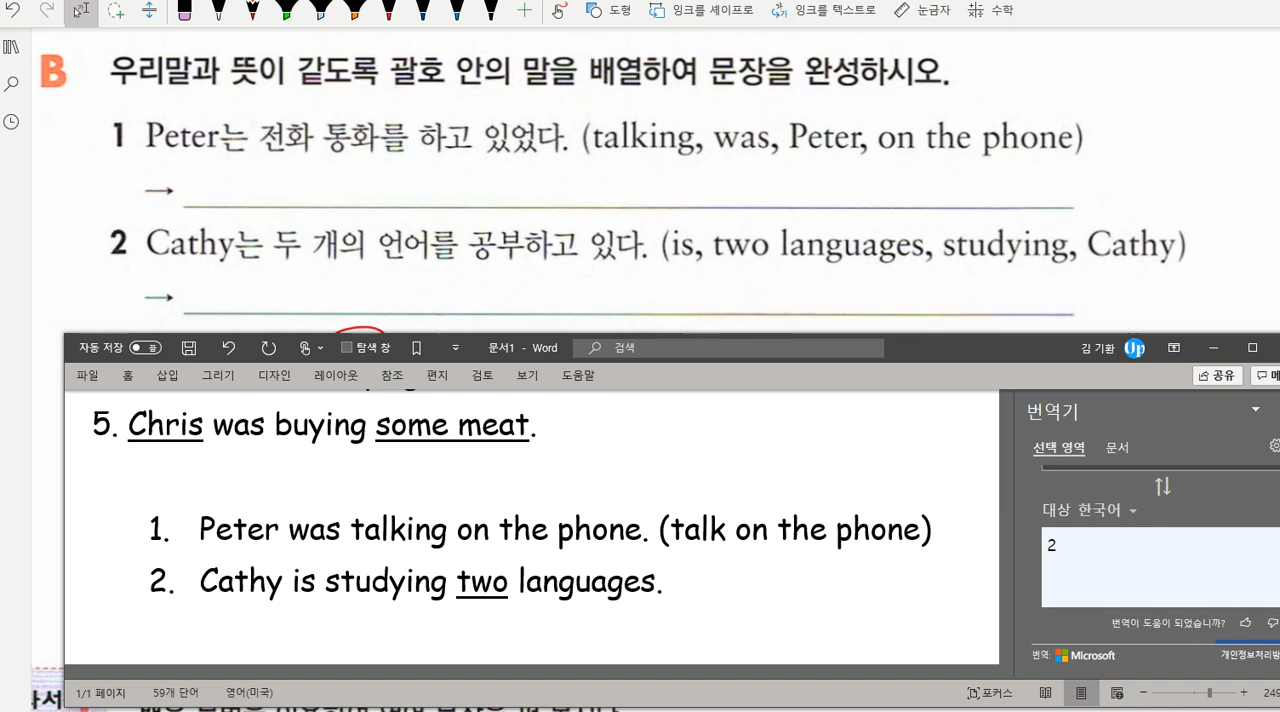 도형
잉크를 셰이프로
잉크를 텍스트로
눈금자
수학
B 우리말과 뜻이 같도록 괄호 안의 말을 배열하여 문장을 완성하시오.
1 Peter는 전화 통화를 하고 있었다. (talking, was, Peter, on the phone)
→
2 Cathy는 두 개의 언어를 공부하고 있다. (is, two languages, studying, Cathy)
→
자동 저장 끔 탐색 창 문서1 - Word 검색 김 기환 Up
파일 홈 삽입 그리기 디자인 레이아웃 참조 편지 검토 보기 도움말 공유
5. Chris was buying some meat.
1. Peter was talking on the phone. (talk on the phone)
2. Cathy is studying two languages.
번역기
선택 영역 문서
대상 한국어
2
번역이 도움이 되었습니까?
번역: Microsoft
1/1 페이지 59개 단어 영어(미국) 포커스